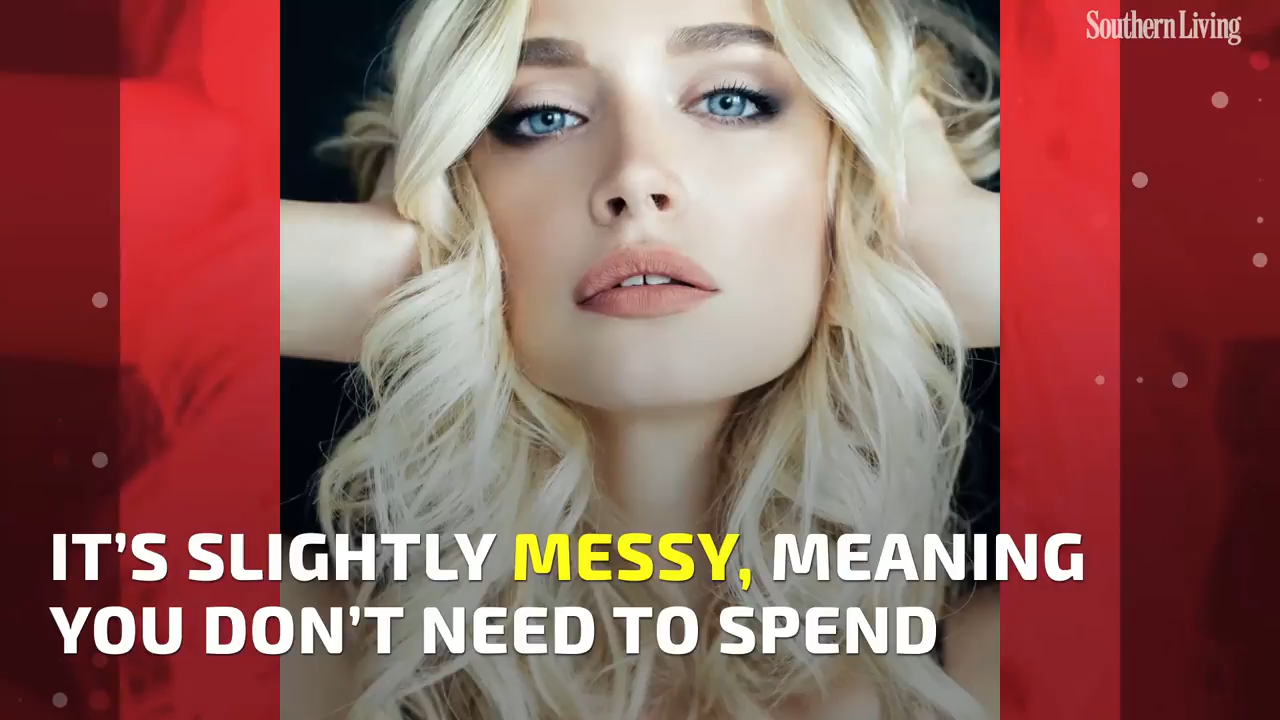 Southern Living
IT'S SLIGHTLY MESSY, MEANING
YOU DON'T NEED TO SPEND